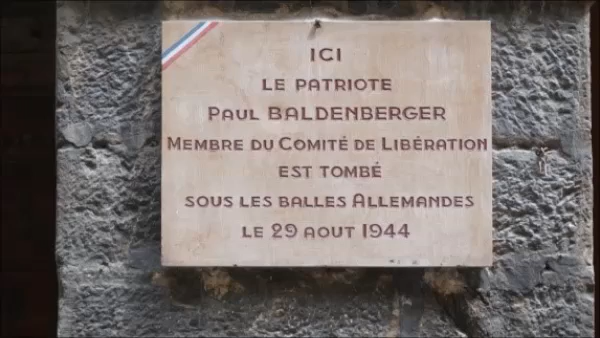 ICI
LE PATRIOTE
PAUL BALDENBERGER
MEMBRE DU COMITÉ DE LIBÉRATION
EST TOMBÉ
SOUS LES BALLES ALLEMANDES
LE 29 AOUT 1944